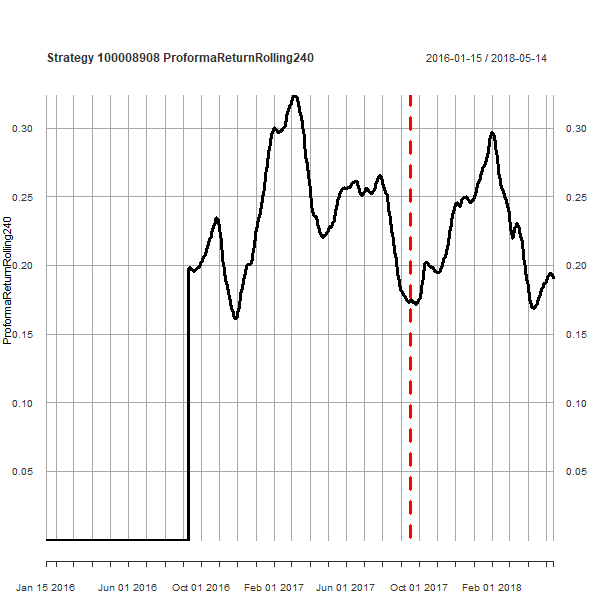 Strategy 100008908 ProformaReturnRolling240 2016-01-15 / 2018-05-14
0.30 0.30
0.25 0.25
0.20 0.20
0.15 0.15
0.10 0.10
0.05 0.05
ProformaReturnRolling240
Jan 15 2016 Jun 01 2016 Oct 01 2016 Feb 01 2017 Jun 01 2017 Oct 01 2017 Feb 01 2018